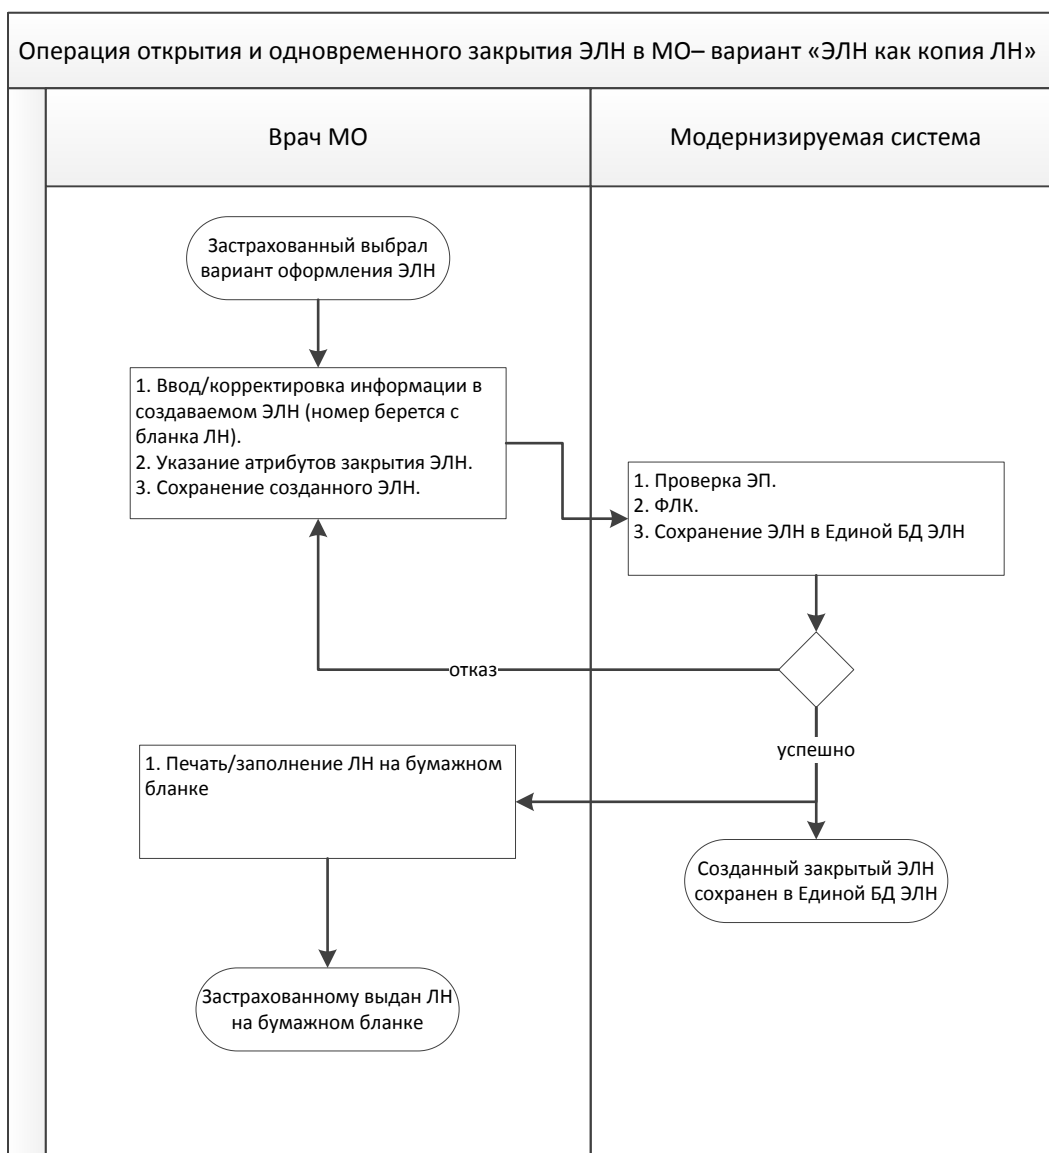 Операция открытия и одновременного закрытия ЭЛН в МО– вариант «ЭЛН как копия ЛН»
Врач МО
Модернизируемая система
Застрахованный выбрал
вариант оформления ЭЛН
1. Ввод/корректировка информации в
создаваемом ЭЛН (номер берется с
бланка ЛН).
2. Указание атрибутов закрытия ЭЛН.
3. Сохранение созданного ЭЛН.
1. Проверка ЭП.
2. ФЛК.
3. Сохранение ЭЛН в Единой БД ЭЛН
отказ
успешно
1. Печать/заполнение ЛН на бумажном
бланке
Созданный закрытый ЭЛН
сохранен в Единой БД ЭЛН
Застрахованному выдан ЛН
на бумажном бланке